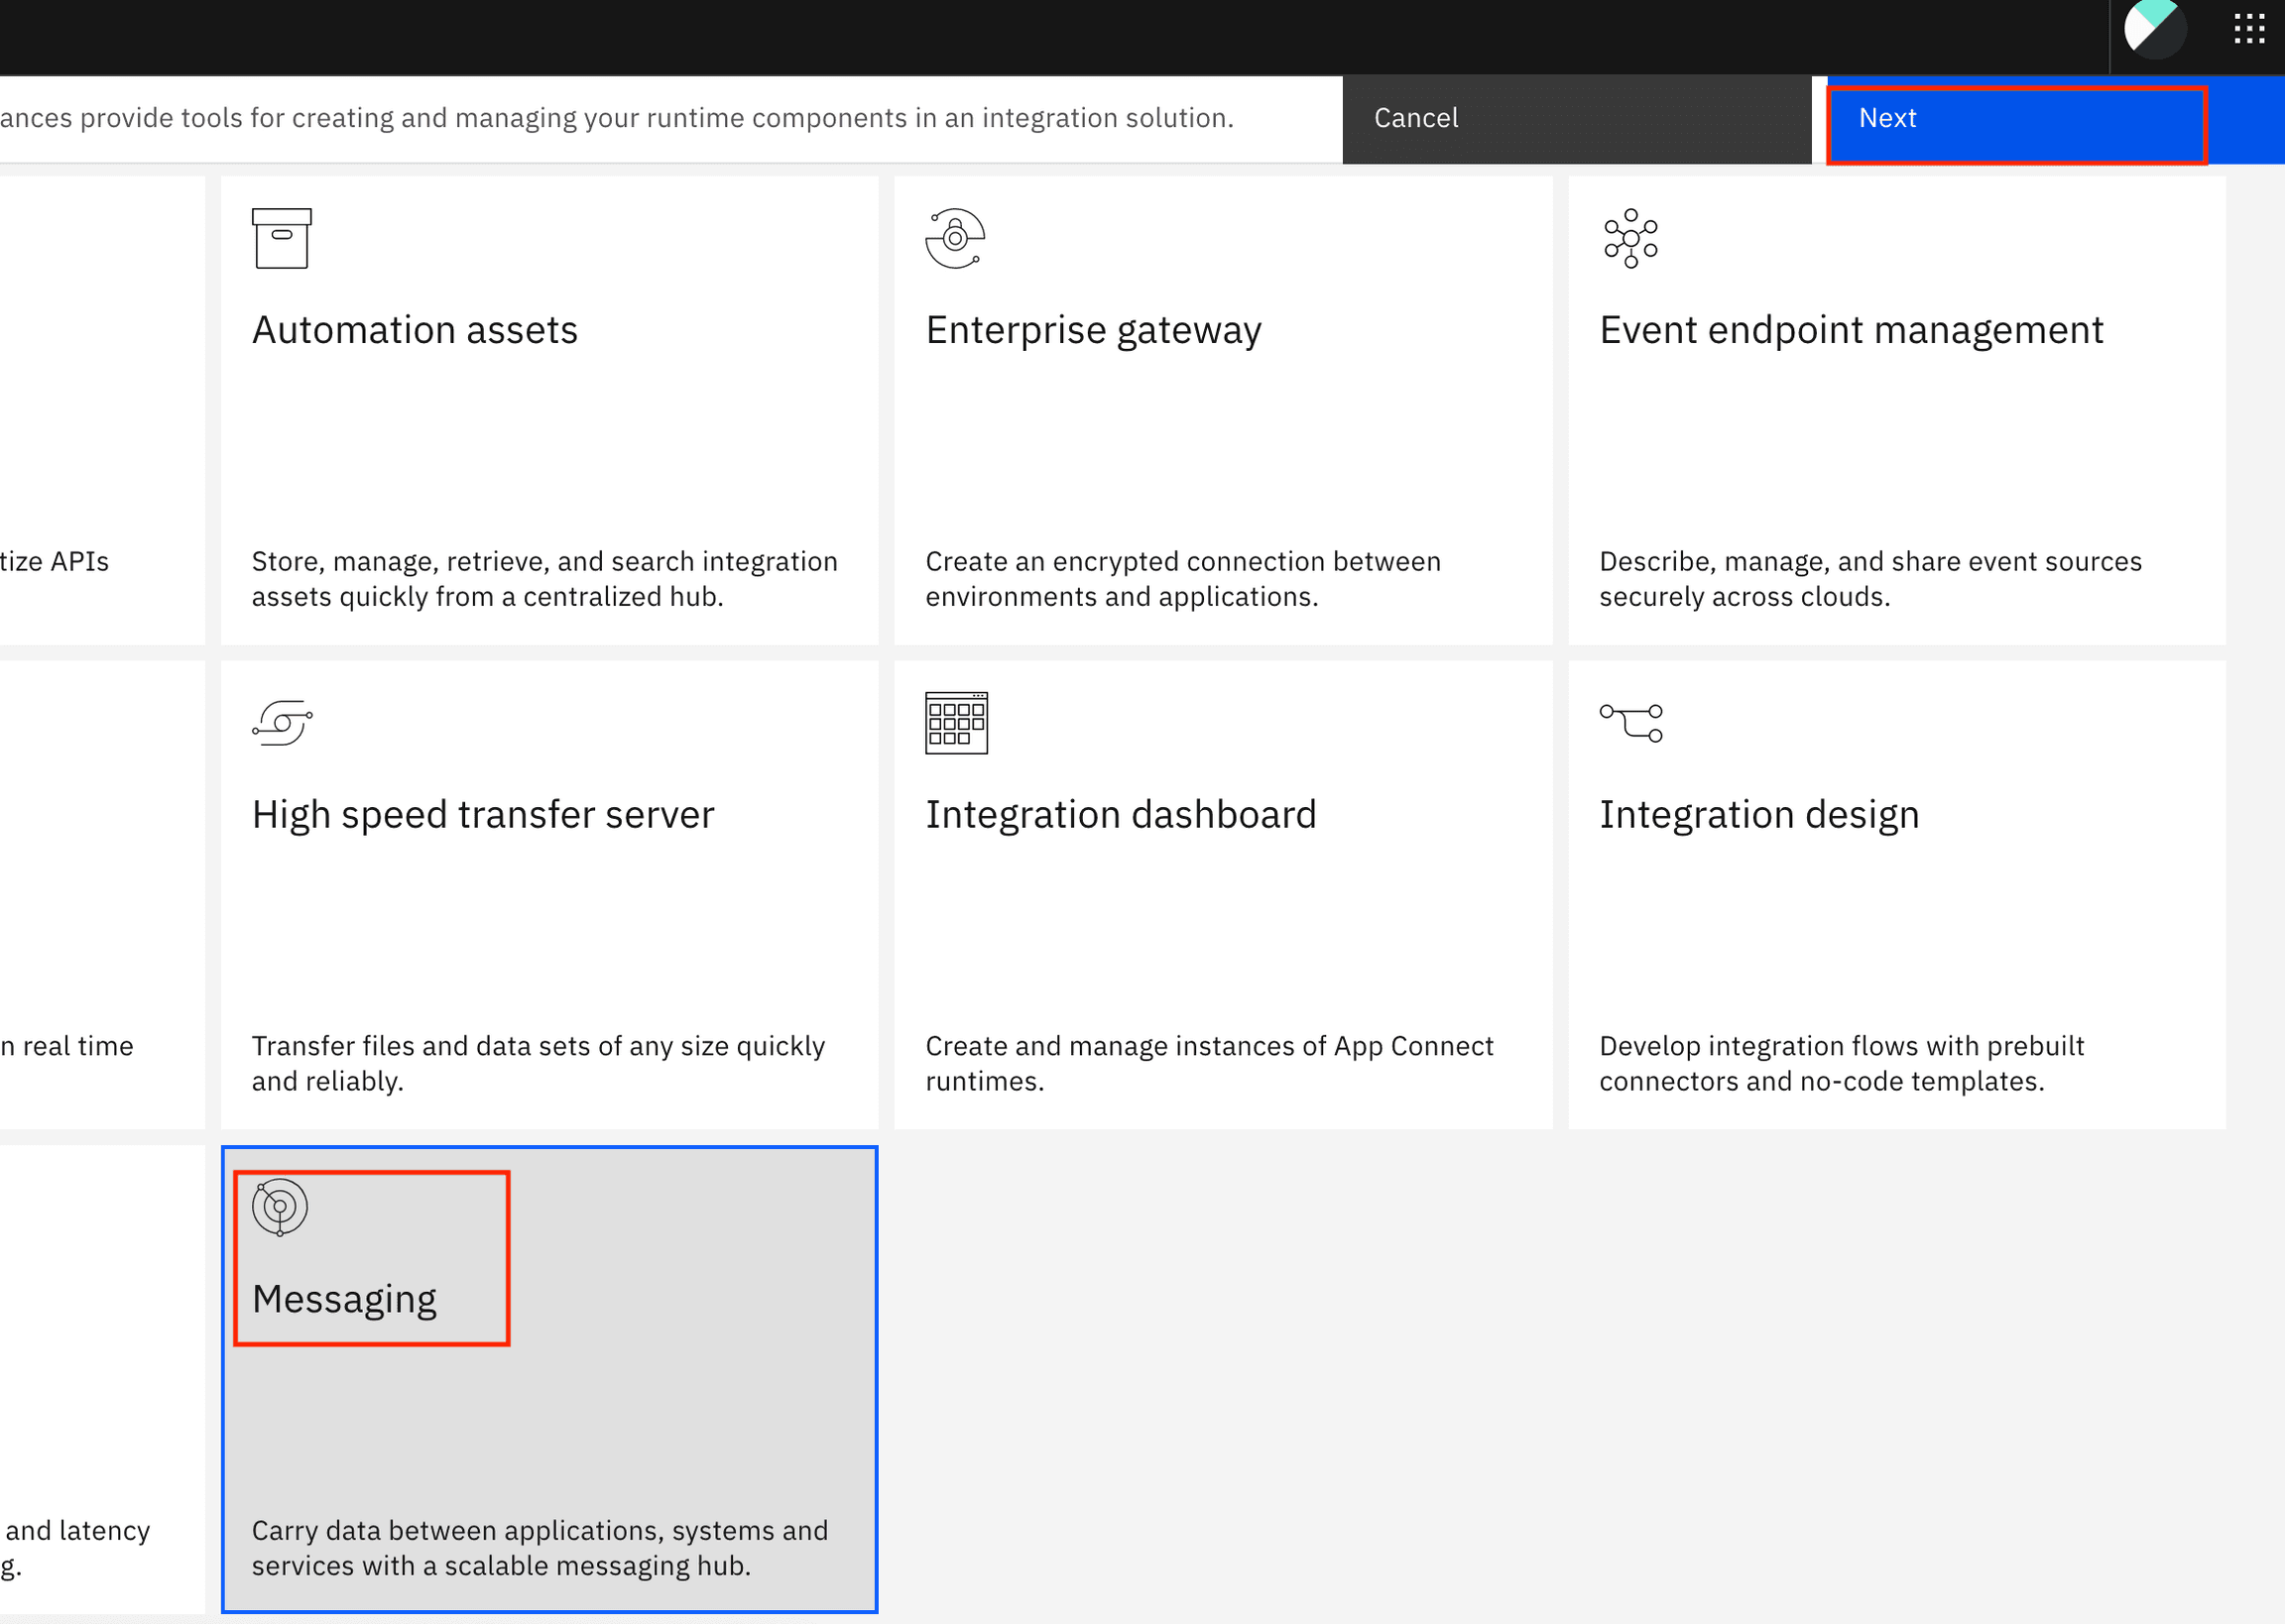 ances provide tools for creating and managing your runtime components in an integration solution.
Cancel
Next
Automation assets
Enterprise gateway
Event endpoint management
tize APIs
Store, manage, retrieve, and search integration
assets quickly from a centralized hub.
Create an encrypted connection between
environments and applications.
Describe, manage, and share event sources
securely across clouds.
High speed transfer server
Integration dashboard
Integration design
n real time
Transfer files and data sets of any size quickly
and reliably.
Create and manage instances of App Connect
runtimes.
Develop integration flows with prebuilt
connectors and no-code templates.
Messaging
and latency
g.
Carry data between applications, systems and
services with a scalable messaging hub.